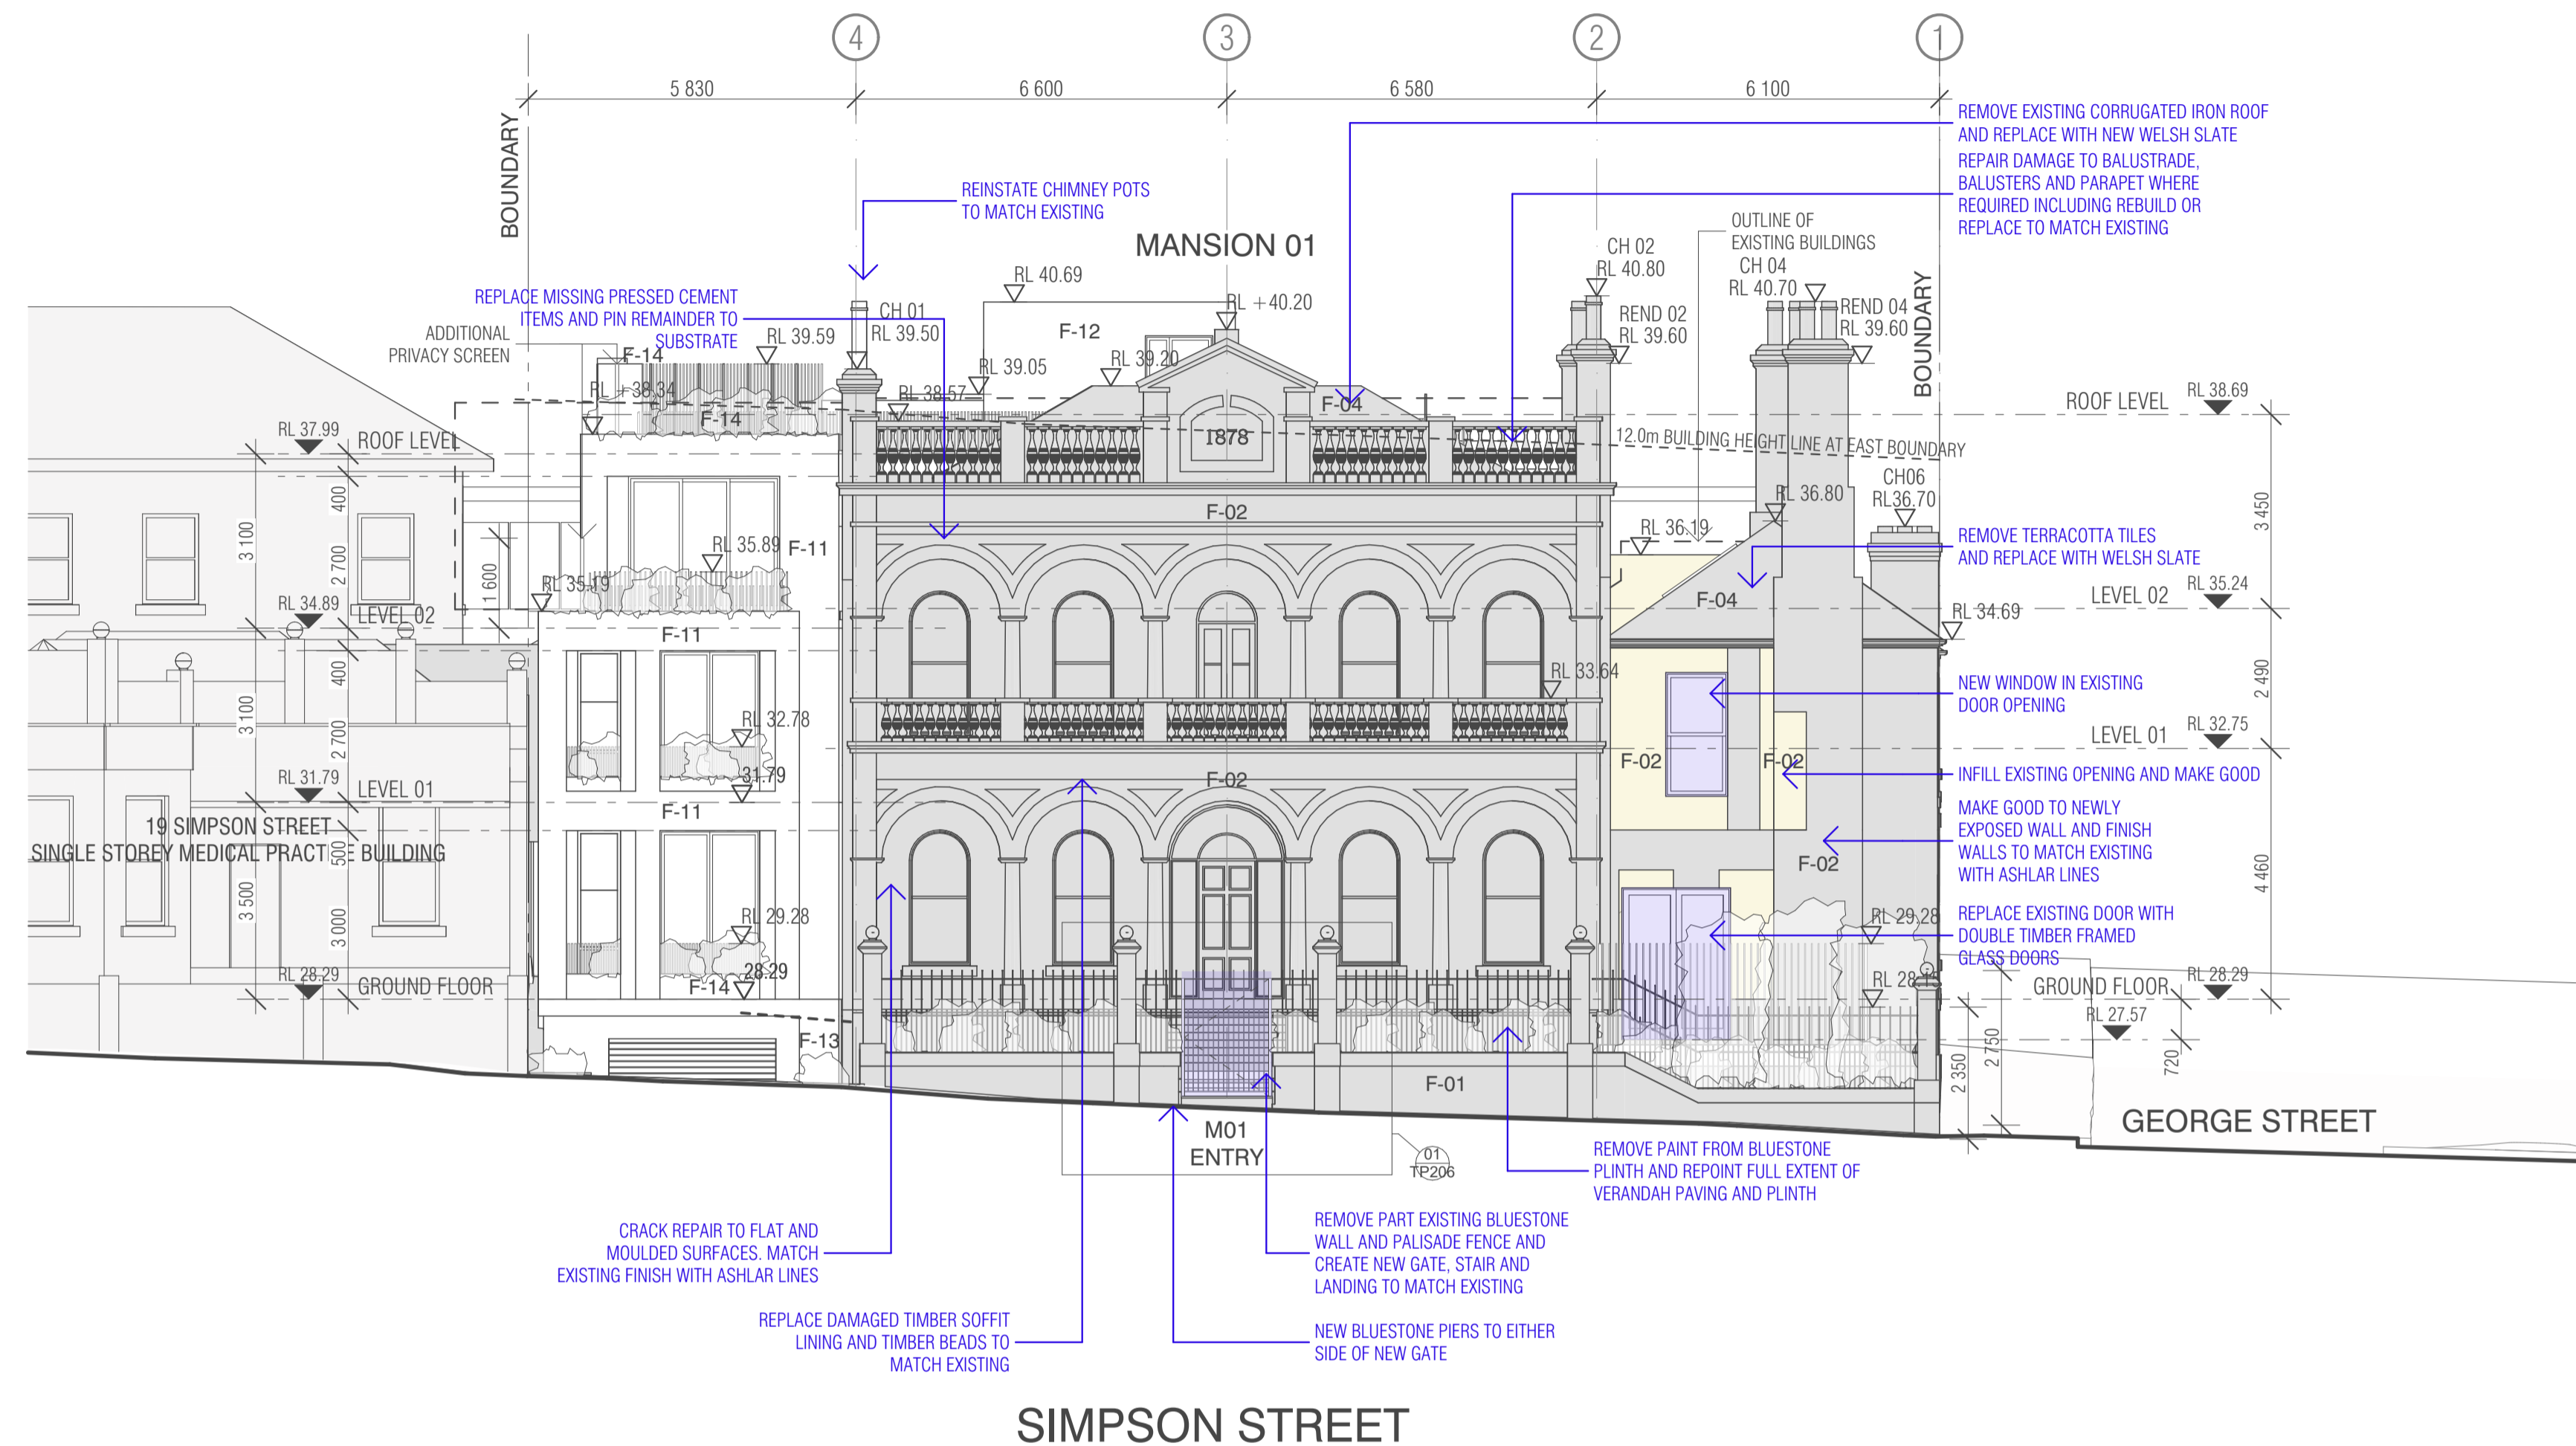 4
3
2
1
5 830
6 600
6 580
6 100
BOUNDARY
REMOVE EXISTING CORRUGATED IRON ROOF
AND REPLACE WITH NEW WELSH SLATE
REPAIR DAMAGE TO BALUSTRADE,
BALUSTERS AND PARAPET WHERE
REQUIRED INCLUDING REBUILD OR
REPLACE TO MATCH EXISTING
REINSTATE CHIMNEY POTS
TO MATCH EXISTING
MANSION 01
OUTLINE OF
EXISTING BUILDINGS
CH 02
RL 40.80
CH 04
RL 40.70
RL 40.69
RL +40.20
REPLACE MISSING PRESSED CEMENT
ITEMS AND PIN REMAINDER TO
SUBSTRATE
ADDITIONAL
PRIVACY SCREEN
CH 01
RL 39.50
F-12
REND 02
RL 39.60
REND 04
RL 39.60
BOUNDARY
RL 39.59
F-14
RL 39.05
RL 39.20
RL +38.34
RL 38.57
F-04
F-14
ROOF LEVEL
RL 38.69
RL 37.99
ROOF LEVEL
1878
12.0m BUILDING HEIGHT LINE AT EAST BOUNDARY
CH06
RL36.70
RL 36.80
400
3 450
F-02
RL 36.19
3 100
2 700
RL 35.89
F-11
REMOVE TERRACOTTA TILES
AND REPLACE WITH WELSH SLATE
1 600
RL 35.19
F-04
LEVEL 02
RL 35.24
RL 34.89
LEVEL 02
RL 34.69
F-11
400
RL 33.64
NEW WINDOW IN EXISTING
DOOR OPENING
2 490
3 100
2 700
RL 32.78
LEVEL 01
RL 32.75
F-02
F-02
F-02
RL 31.79
LEVEL 01
31.79
INFILL EXISTING OPENING AND MAKE GOOD
F-11
MAKE GOOD TO NEWLY
EXPOSED WALL AND FINISH
WALLS TO MATCH EXISTING
WITH ASHLAR LINES
19 SIMPSON STREET
SINGLE STOREY MEDICAL PRACTICE BUILDING
500
F-02
4 460
3 500
3 000
RL 29.28
RL 29.28
REPLACE EXISTING DOOR WITH
DOUBLE TIMBER FRAMED
GLASS DOORS
RL 28.29
GROUND FLOOR
28.29
F-14
GROUND FLOOR
RL 28.29
RL 27.57
F-13
2 350
2 750
720
F-01
GEORGE STREET
M01
ENTRY
01
TP206
REMOVE PAINT FROM BLUESTONE
PLINTH AND REPOINT FULL EXTENT OF
VERANDAH PAVING AND PLINTH
CRACK REPAIR TO FLAT AND
MOULDED SURFACES. MATCH
EXISTING FINISH WITH ASHLAR LINES
REMOVE PART EXISTING BLUESTONE
WALL AND PALISADE FENCE AND
CREATE NEW GATE, STAIR AND
LANDING TO MATCH EXISTING
REPLACE DAMAGED TIMBER SOFFIT
LINING AND TIMBER BEADS TO
MATCH EXISTING
NEW BLUESTONE PIERS TO EITHER
SIDE OF NEW GATE
SIMPSON STREET